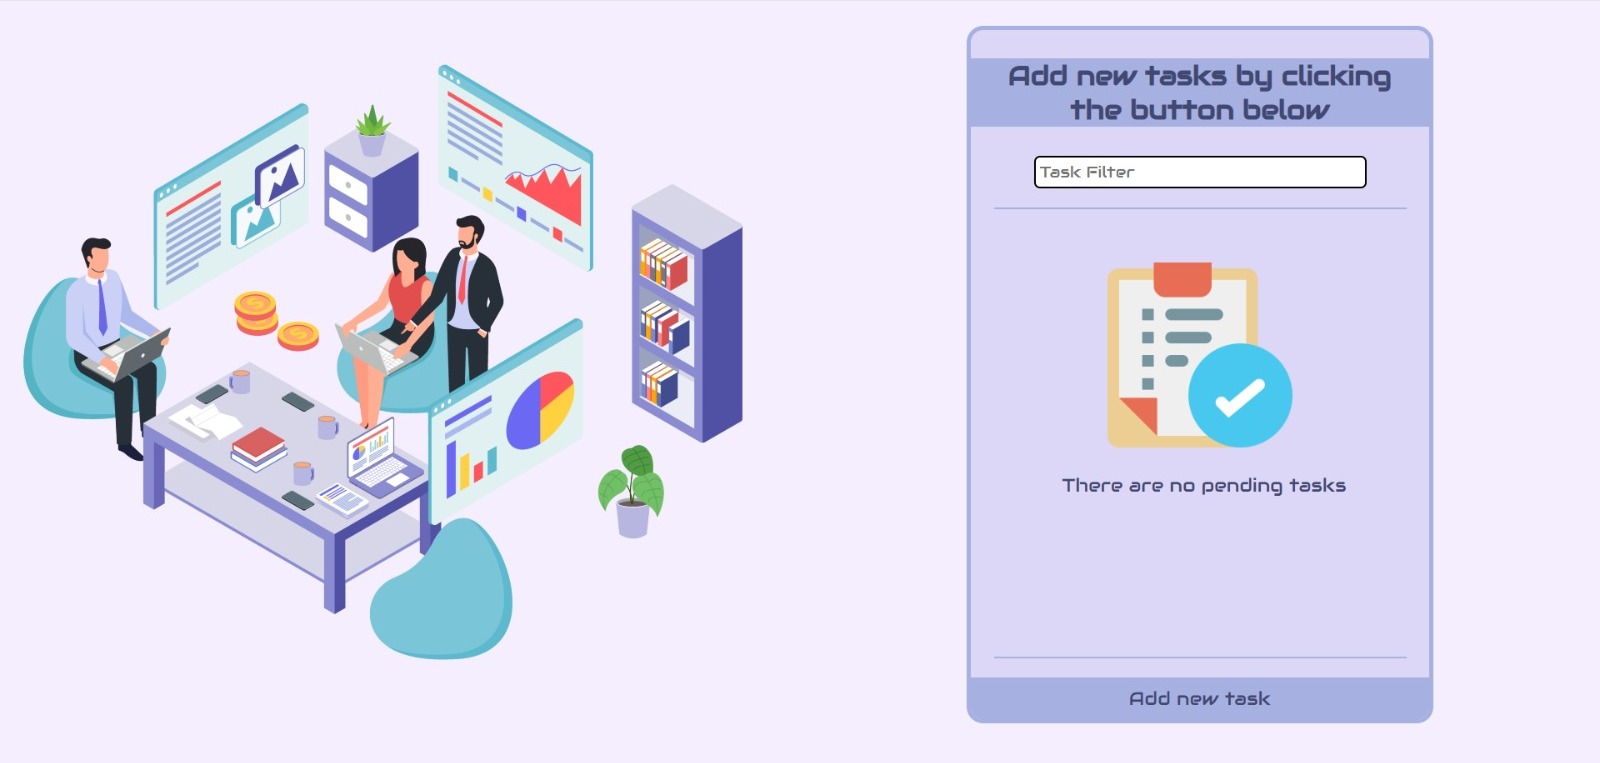 Add new tasks by clicking
the button below
Task Filter
There are no pending tasks
Add new task